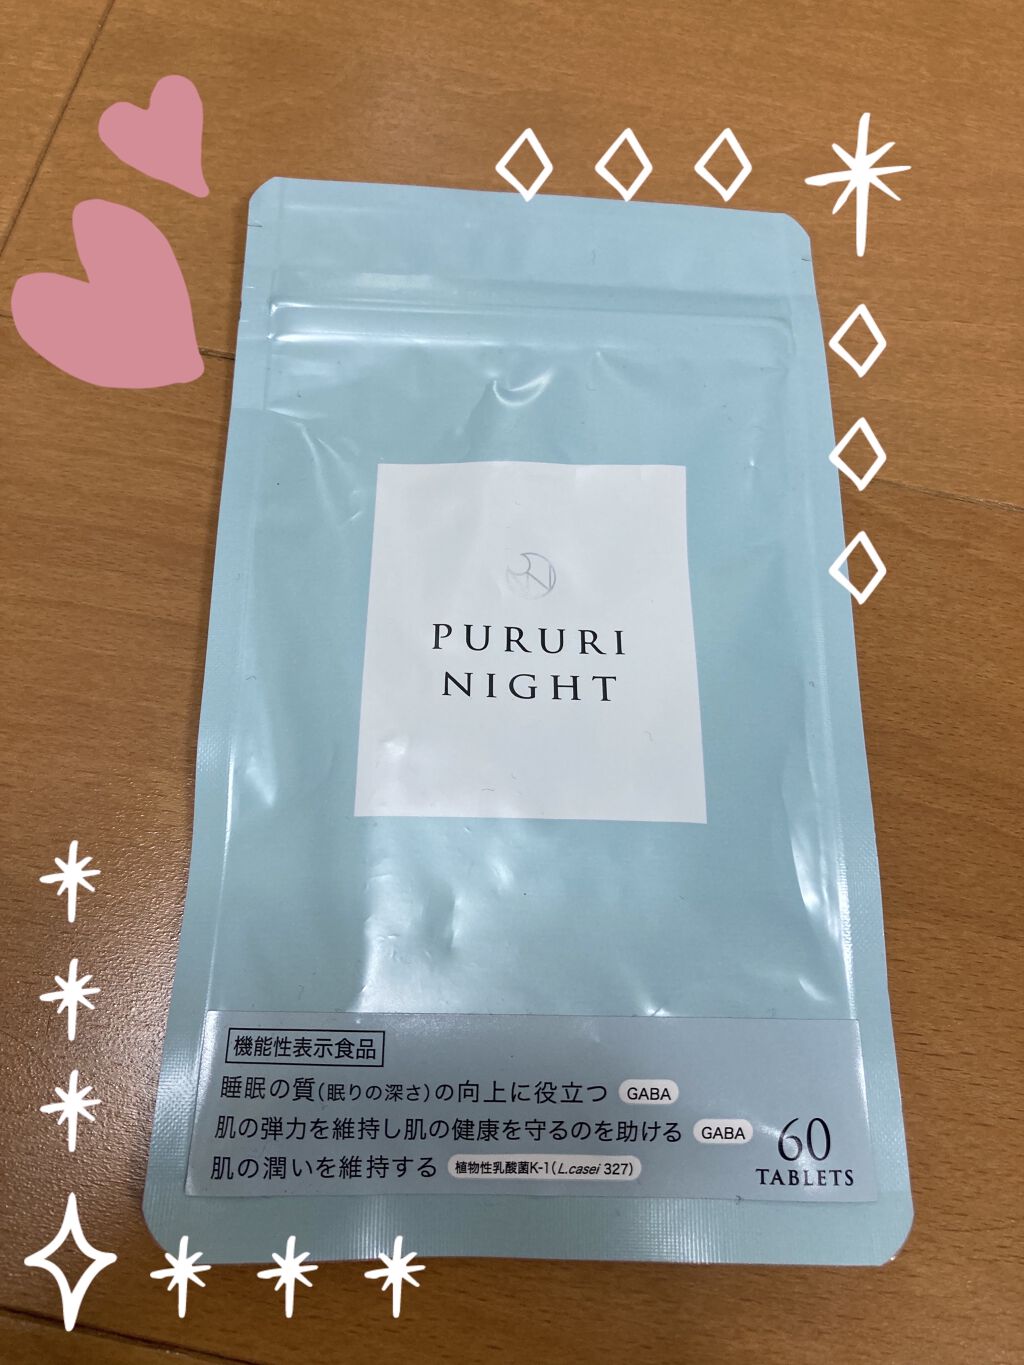 PURURI
NIGHT
機能性表示食品
睡眠の質(眠りの深さ)の向上に役立つ GABA
肌の弾力を維持し肌の健康を守るのを助ける GABA
肌の潤いを維持する 植物性乳酸菌K-1(L.casei 327)
60
TABLETS